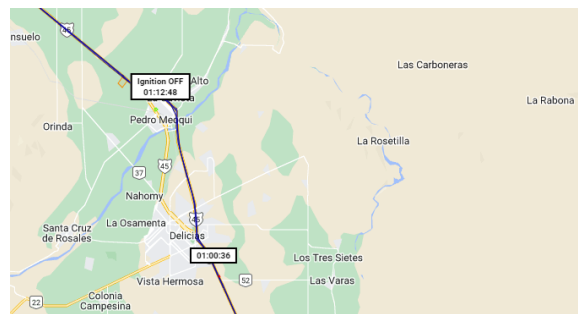 45
nsuelo
Ignition OFF
01:12:48
Alto
Las Carboneras
La Rabona
Pedro Meoqui
Orinda
La Rosetilla
45
37
Nahomy
La Osamenta
45
Santa Cruz
de Rosales
Delicias
01:00:36
Los Tres Sietes
Vista Hermosa
52
Las Varas
22
Colonia
Campesina